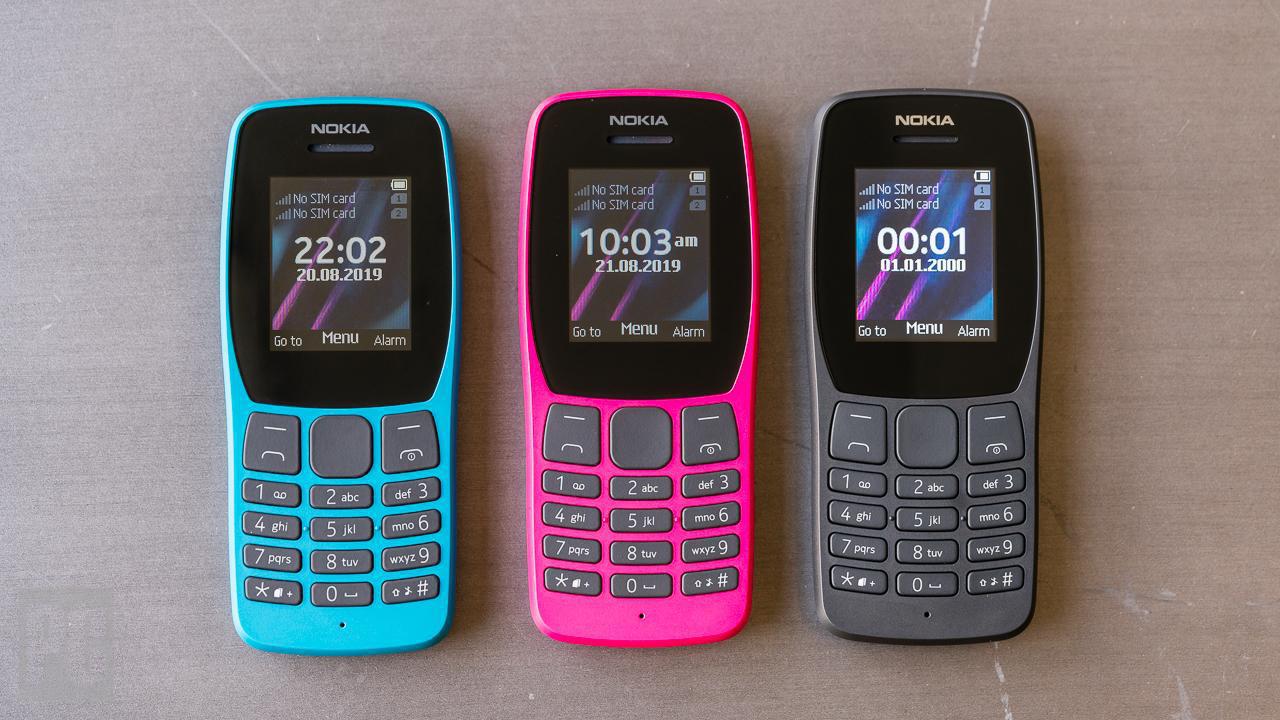 NOKIA
No SIM card 1
No SIM card 2
22:02
20.08.2019
Go to Menu Alarm
1 2 abc def 3
4 ghi 5 jkl mno 6
7 pqrs 8 tuv wxyz 9
* + 0 #
NOKIA
No SIM card 1
No SIM card 2
10:03 am
21.08.2019
Go to Menu Alarm
1 2 abc def 3
4 ghi 5 jkl mno 6
7 pqrs 8 tuv wxyz 9
* + 0 #
NOKIA
No SIM card 1
No SIM card 2
00:01
01.01.2000
Go to Menu Alarm
1 2 abc def 3
4 ghi 5 jkl mno 6
7 pqrs 8 tuv wxyz 9
* + 0 #